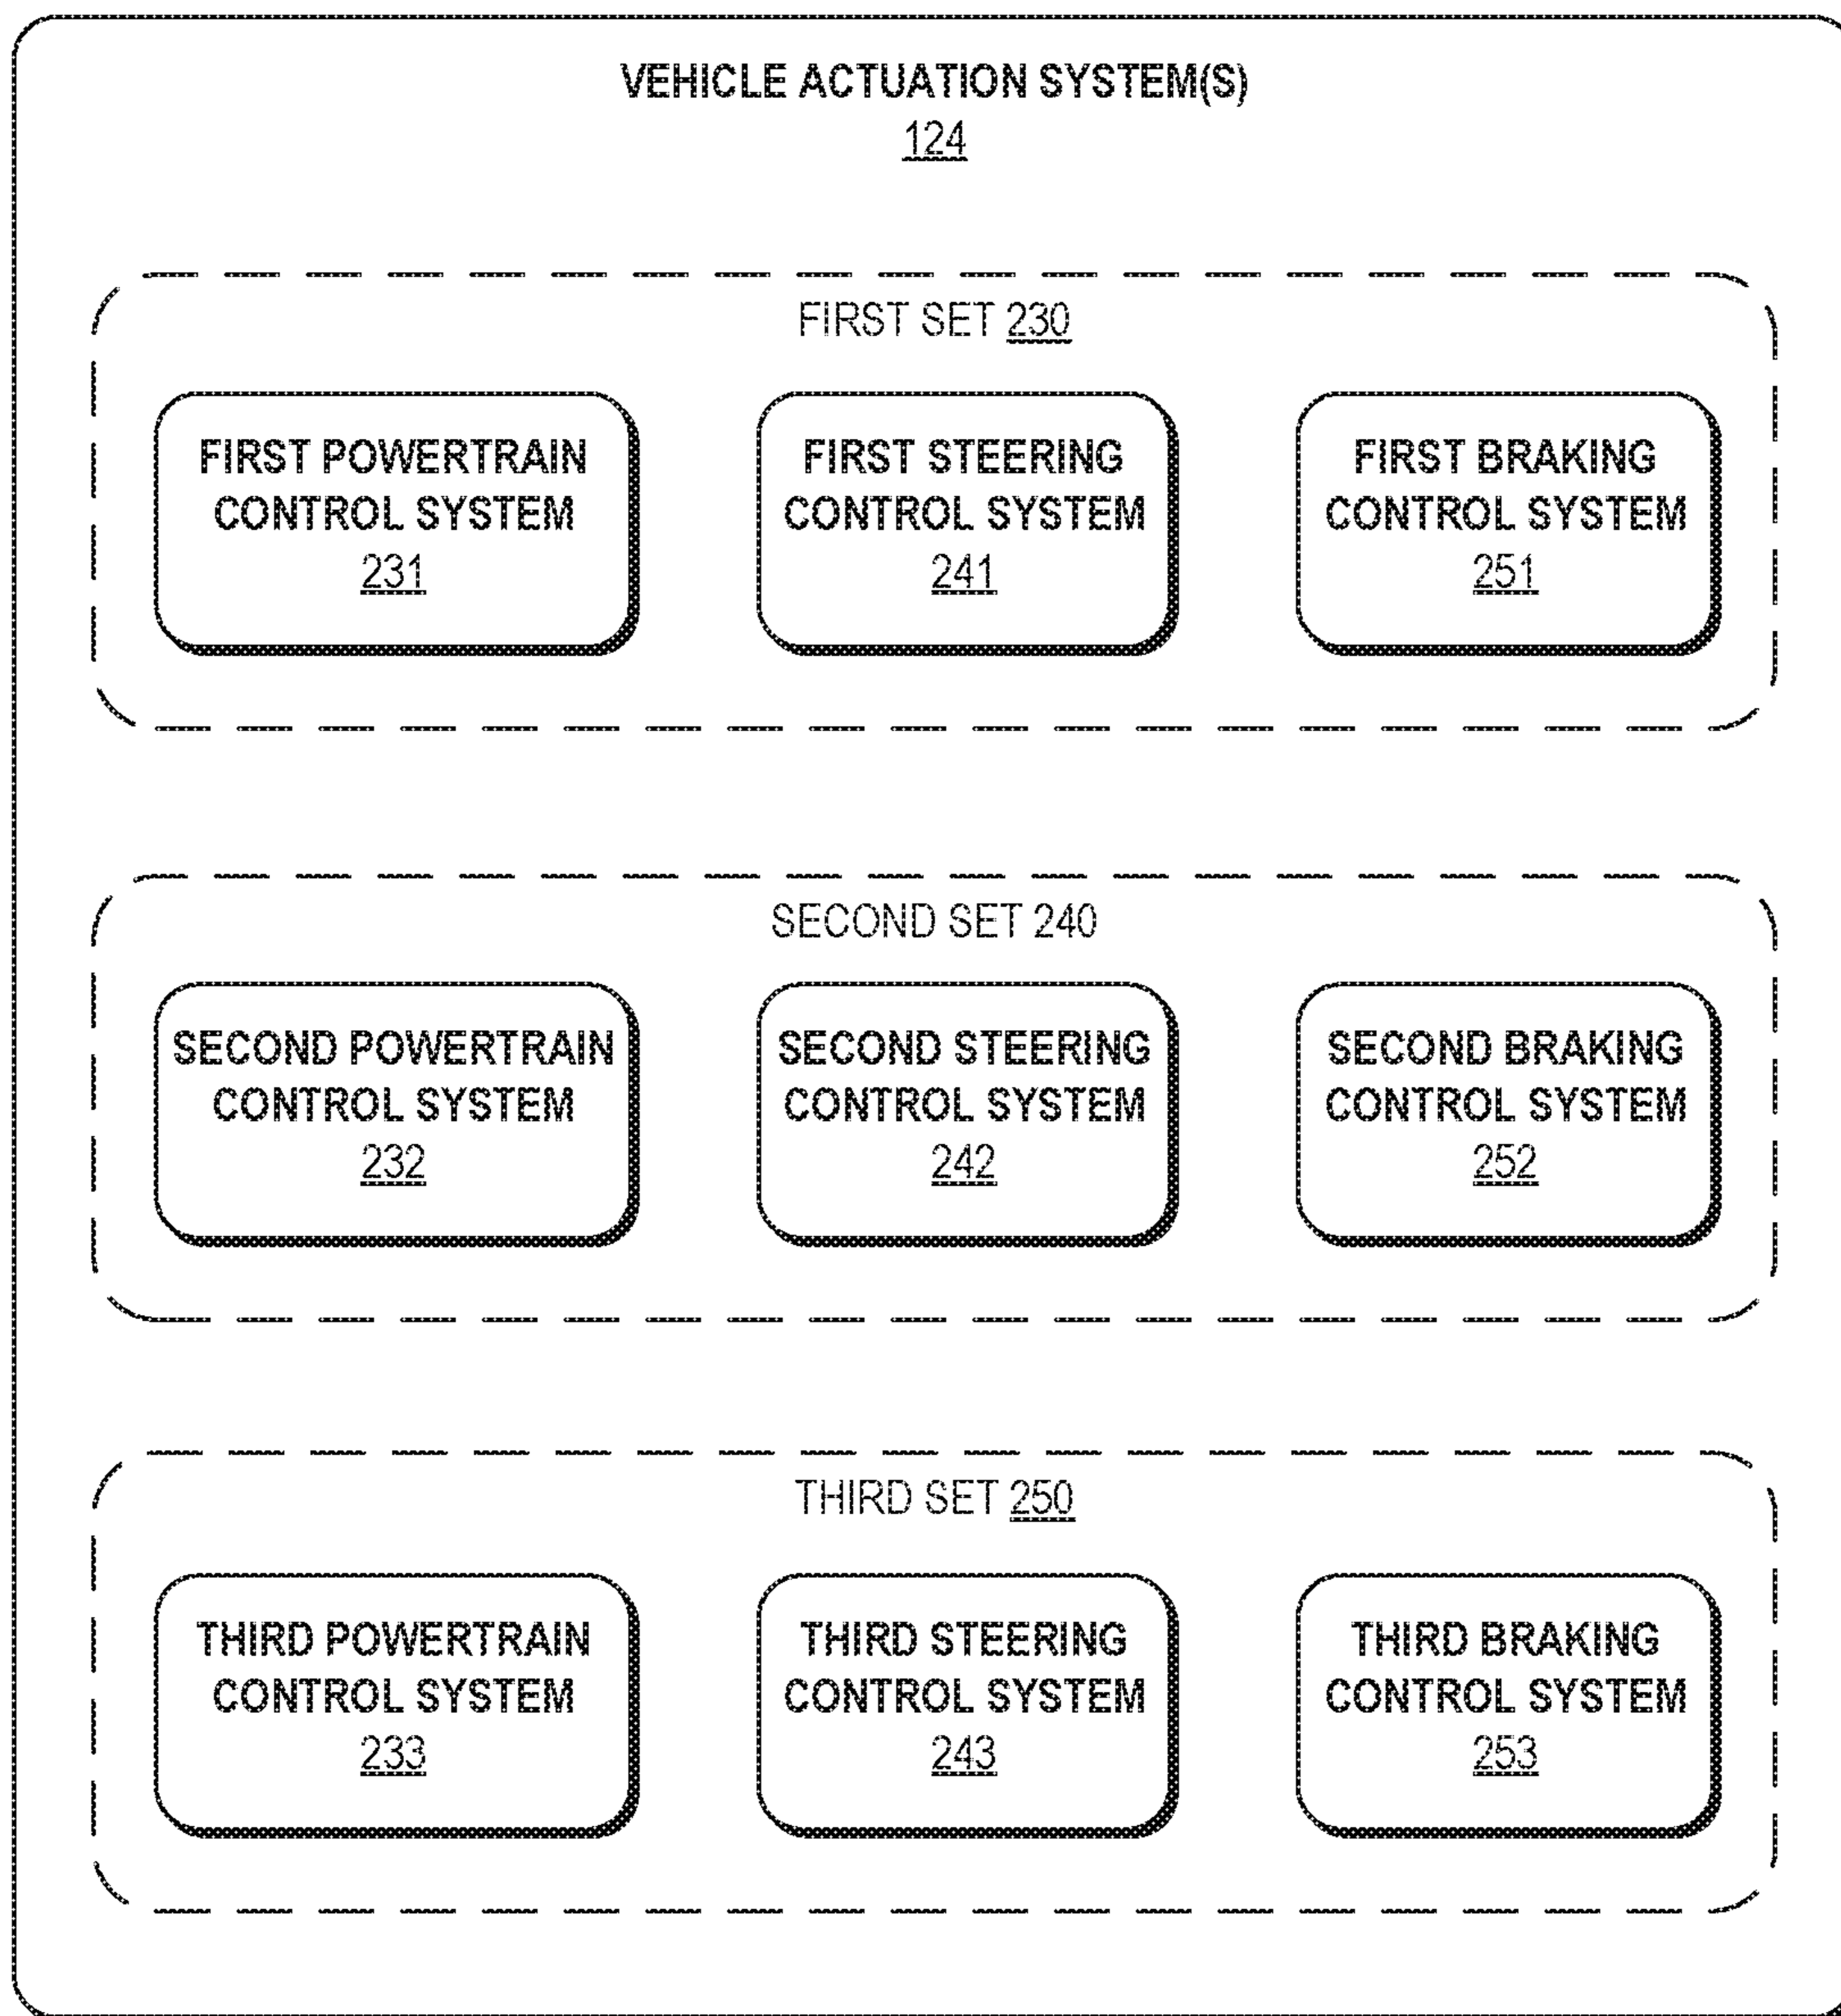 VEHICLE ACTUATION SYSTEM(S)
124
FIRST SET 230
FIRST POWERTRAIN
CONTROL SYSTEM
231
FIRST STEERING
CONTROL SYSTEM
241
FIRST BRAKING
CONTROL SYSTEM
251
SECOND SET 240
SECOND POWERTRAIN
CONTROL SYSTEM
232
SECOND STEERING
CONTROL SYSTEM
242
SECOND BRAKING
CONTROL SYSTEM
252
THIRD SET 250
THIRD POWERTRAIN
CONTROL SYSTEM
233
THIRD STEERING
CONTROL SYSTEM
243
THIRD BRAKING
CONTROL SYSTEM
253